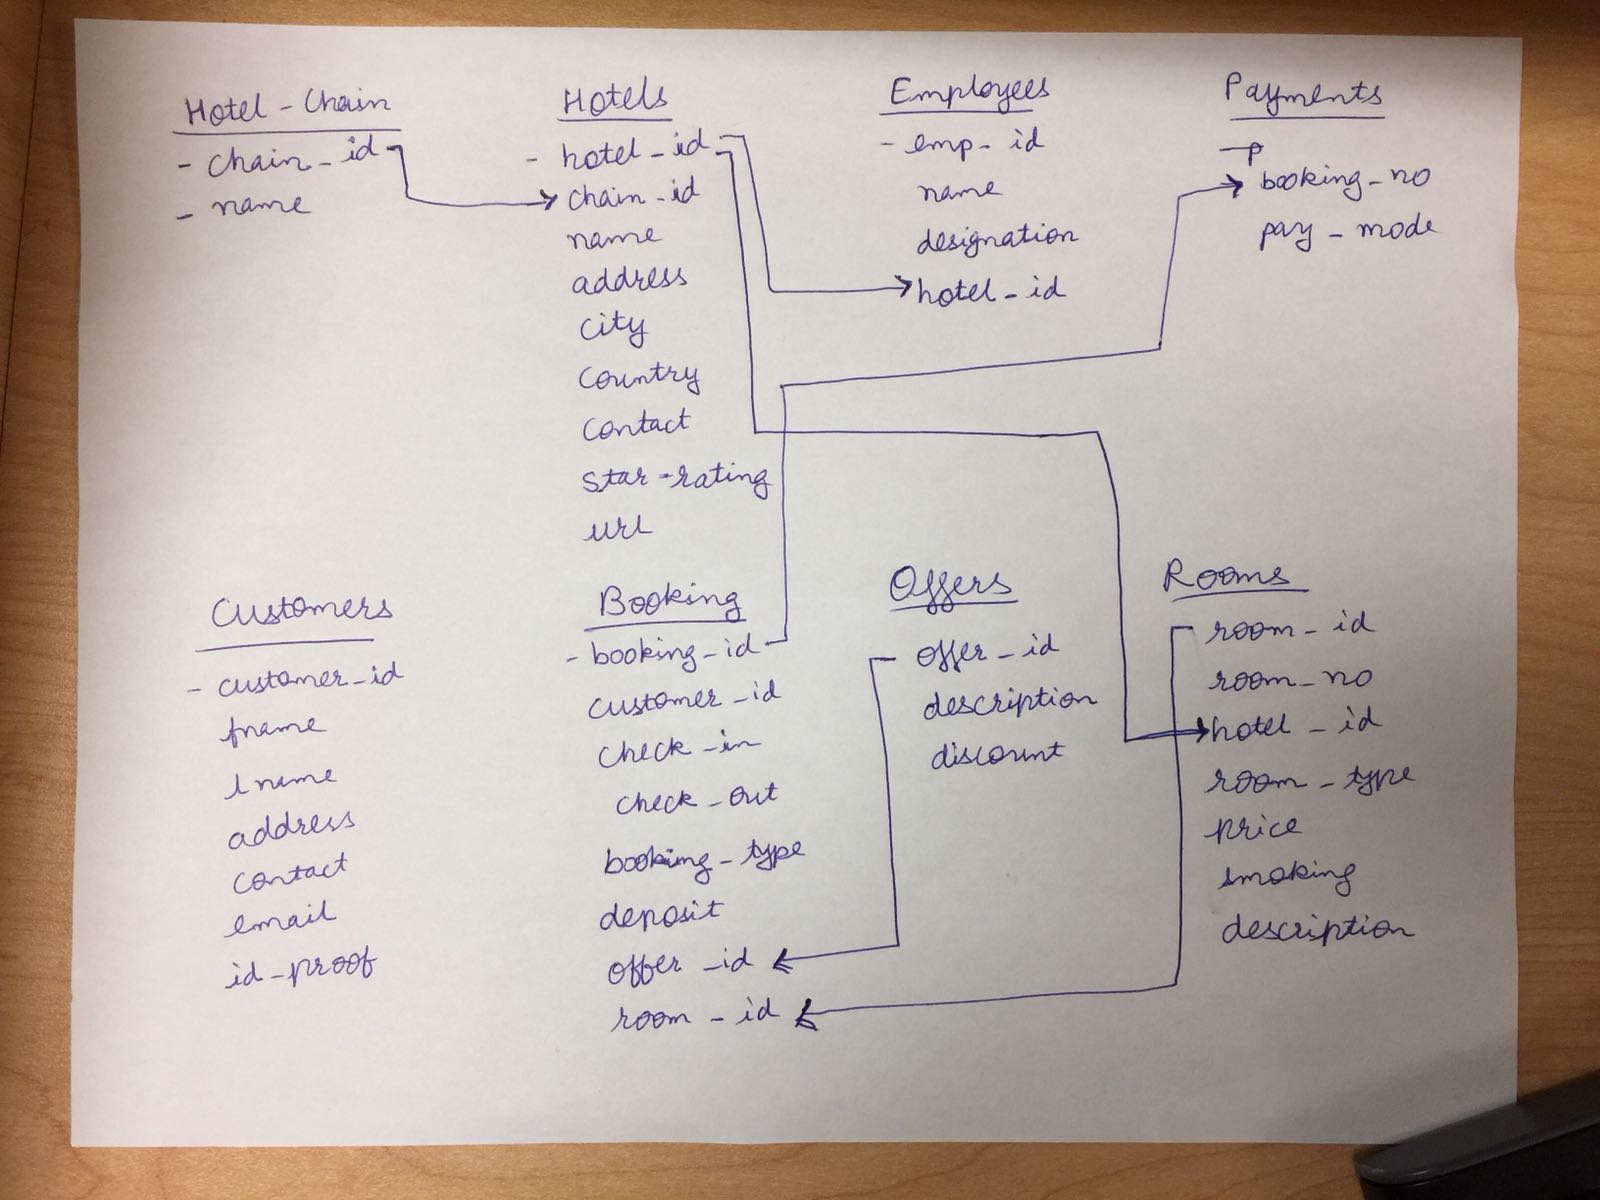 Hotel - Chain
- Chain - id
- name
Hotels
- hotel - id
chain - id
name
address
city
country
contact
star - rating
url
Employees
- emp - id
name
designation
hotel - id
Payments
p
booking - no
pay - mode
Customers
- customer - id
fname
lname
address
contact
email
id - proof
Booking
- booking - id
customer - id
check - in
check - out
booking - type
deposit
offer - id
room - id
Offers
offer - id
description
discount
Rooms
room - id
room - no
hotel - id
room - type
price
smoking
description